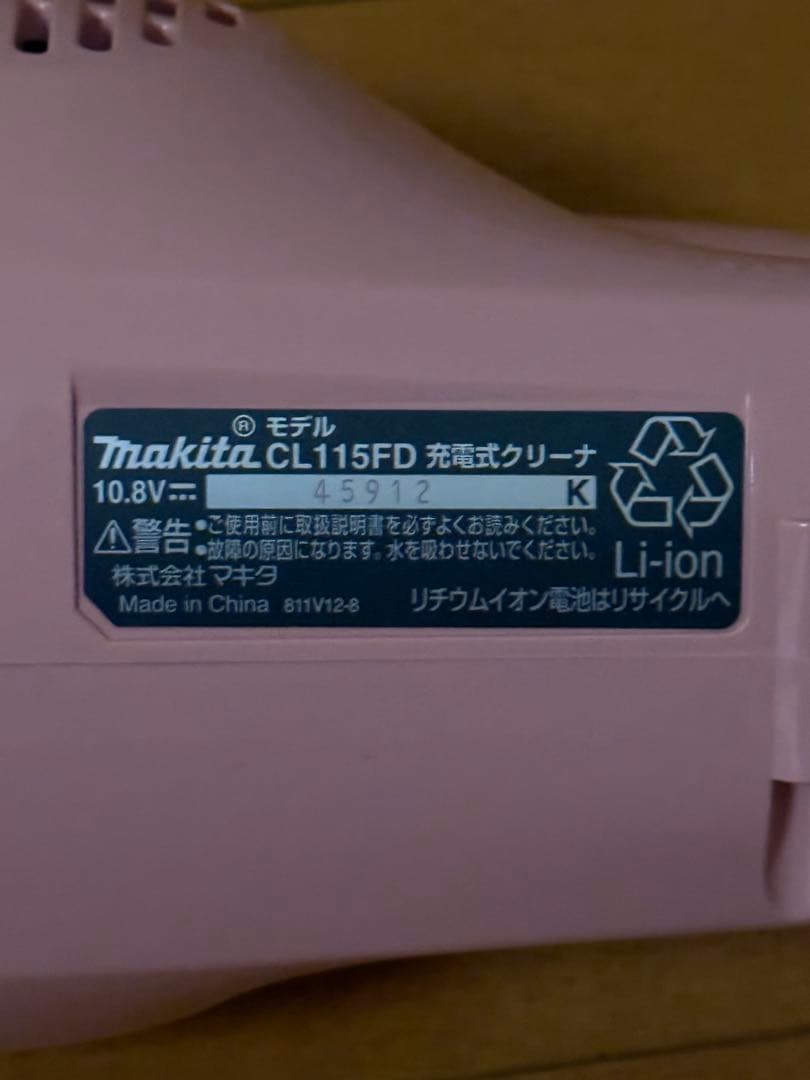 makita® モデル CL115FD 充電式クリーナ
10.8V⎓ 45912 K
⚠警告 •ご使用前に取扱説明書を必ずよくお読みください。
•故障の原因になります。水を吸わせないでください。
株式会社マキタ
Made in China 811V12-8
Li-ion
リチウムイオン電池はリサイクルへ